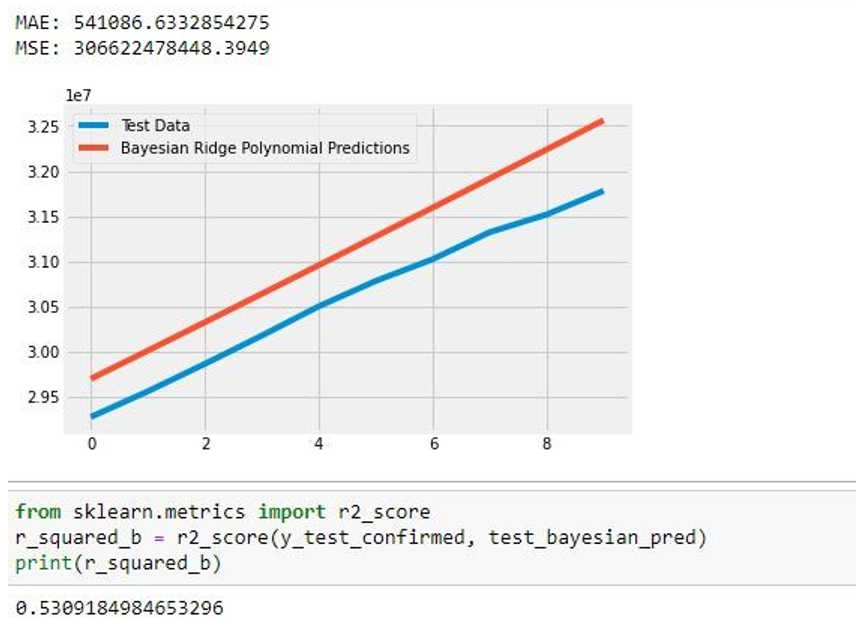 MAE: 541086.6332854275
MSE: 306622478448.3949
1e7
Test Data
Bayesian Ridge Polynomial Predictions
3.25
3.20
3.15
3.10
3.05
3.00
2.95
0 2 4 6 8
from sklearn.metrics import r2_score
r_squared_b = r2_score(y_test_confirmed, test_bayesian_pred)
print(r_squared_b)
0.5309184984653296